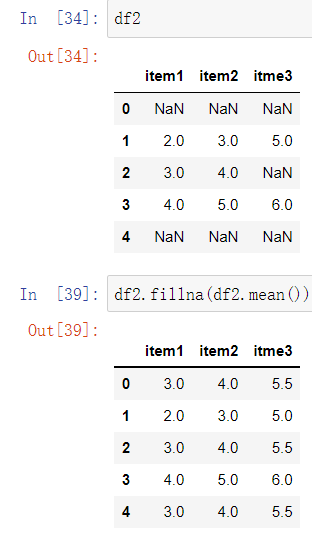 In [34]: df2
Out[34]:
item1 item2 itme3
0 NaN NaN NaN
1 2.0 3.0 5.0
2 3.0 4.0 NaN
3 4.0 5.0 6.0
4 NaN NaN NaN
In [39]: df2.fillna(df2.mean())
Out[39]:
item1 item2 itme3
0 3.0 4.0 5.5
1 2.0 3.0 5.0
2 3.0 4.0 5.5
3 4.0 5.0 6.0
4 3.0 4.0 5.5